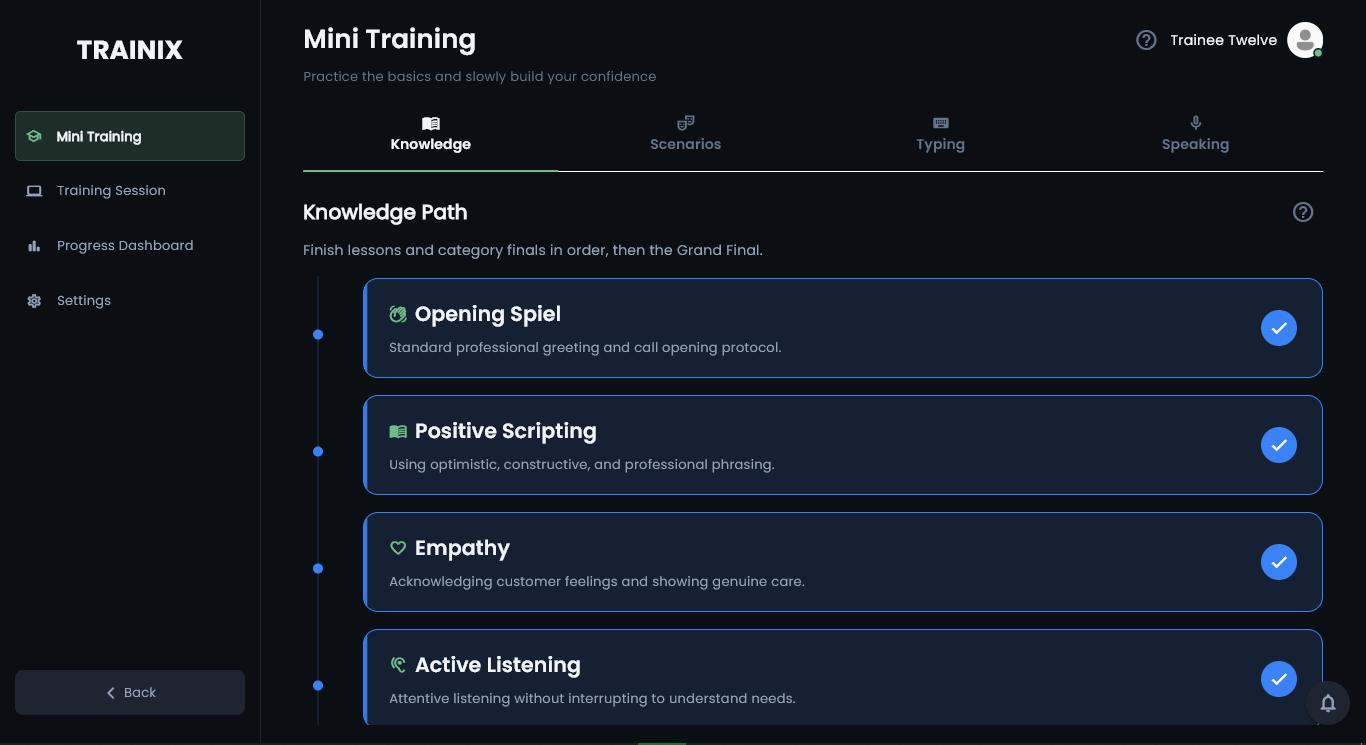 TRAINIX
Mini Training
Training Session
Progress Dashboard
Settings
Back
Mini Training
Practice the basics and slowly build your confidence
Trainee Twelve
Knowledge
Scenarios
Typing
Speaking
Knowledge Path
Finish lessons and category finals in order, then the Grand Final.
Opening Spiel
Standard professional greeting and call opening protocol.
Positive Scripting
Using optimistic, constructive, and professional phrasing.
Empathy
Acknowledging customer feelings and showing genuine care.
Active Listening
Attentive listening without interrupting to understand needs.